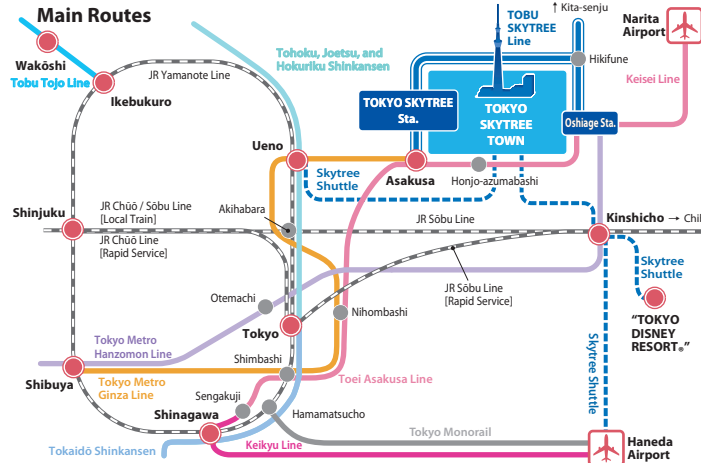 Main Routes
Wakōshi
Tobu Tojo Line
Ikebukuro
JR Yamanote Line
Tohoku, Joetsu, and
Hokuriku Shinkansen
TOBU
SKYTREE
Line
↑ Kita-senju
Narita
Airport
Hikifune
Keisei Line
TOKYO SKYTREE
Sta.
TOKYO
SKYTREE
TOWN
Oshiage Sta.
Ueno
Skytree
Shuttle
Asakusa
Honjo-azumabashi
Shinjuku
JR Chūō / Sōbu Line
[Local Train]
JR Chūō Line
[Rapid Service]
Akihabara
JR Sōbu Line
Kinshicho
→ Chi
Skytree
Shuttle
JR Sōbu Line
[Rapid Service]
Otemachi
Nihombashi
Tokyo
"TOKYO
DISNEY
RESORT®"
Tokyo Metro
Hanzomon Line
Shimbashi
Skytree Shuttle
Shibuya
Tokyo Metro
Ginza Line
Toei Asakusa Line
Sengakuji
Shinagawa
Hamamatsucho
Tokyo Monorail
Tokaidō Shinkansen
Keikyu Line
Haneda
Airport